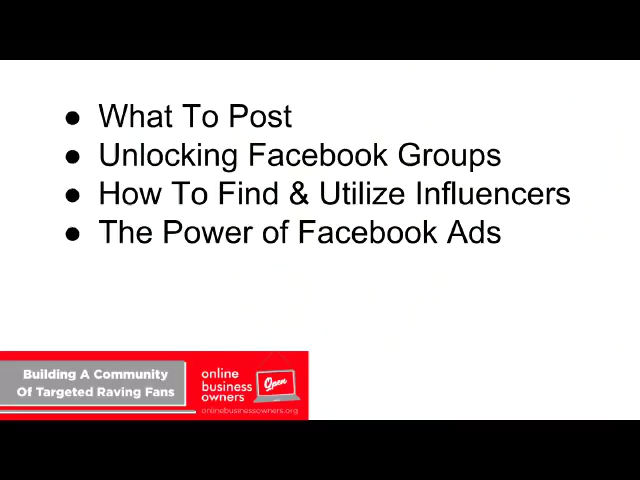 ● What To Post
● Unlocking Facebook Groups
● How To Find & Utilize Influencers
● The Power of Facebook Ads
Building A Community
Of Targeted Raving Fans
online
business
owners
Open
onlinebusinessowners.org